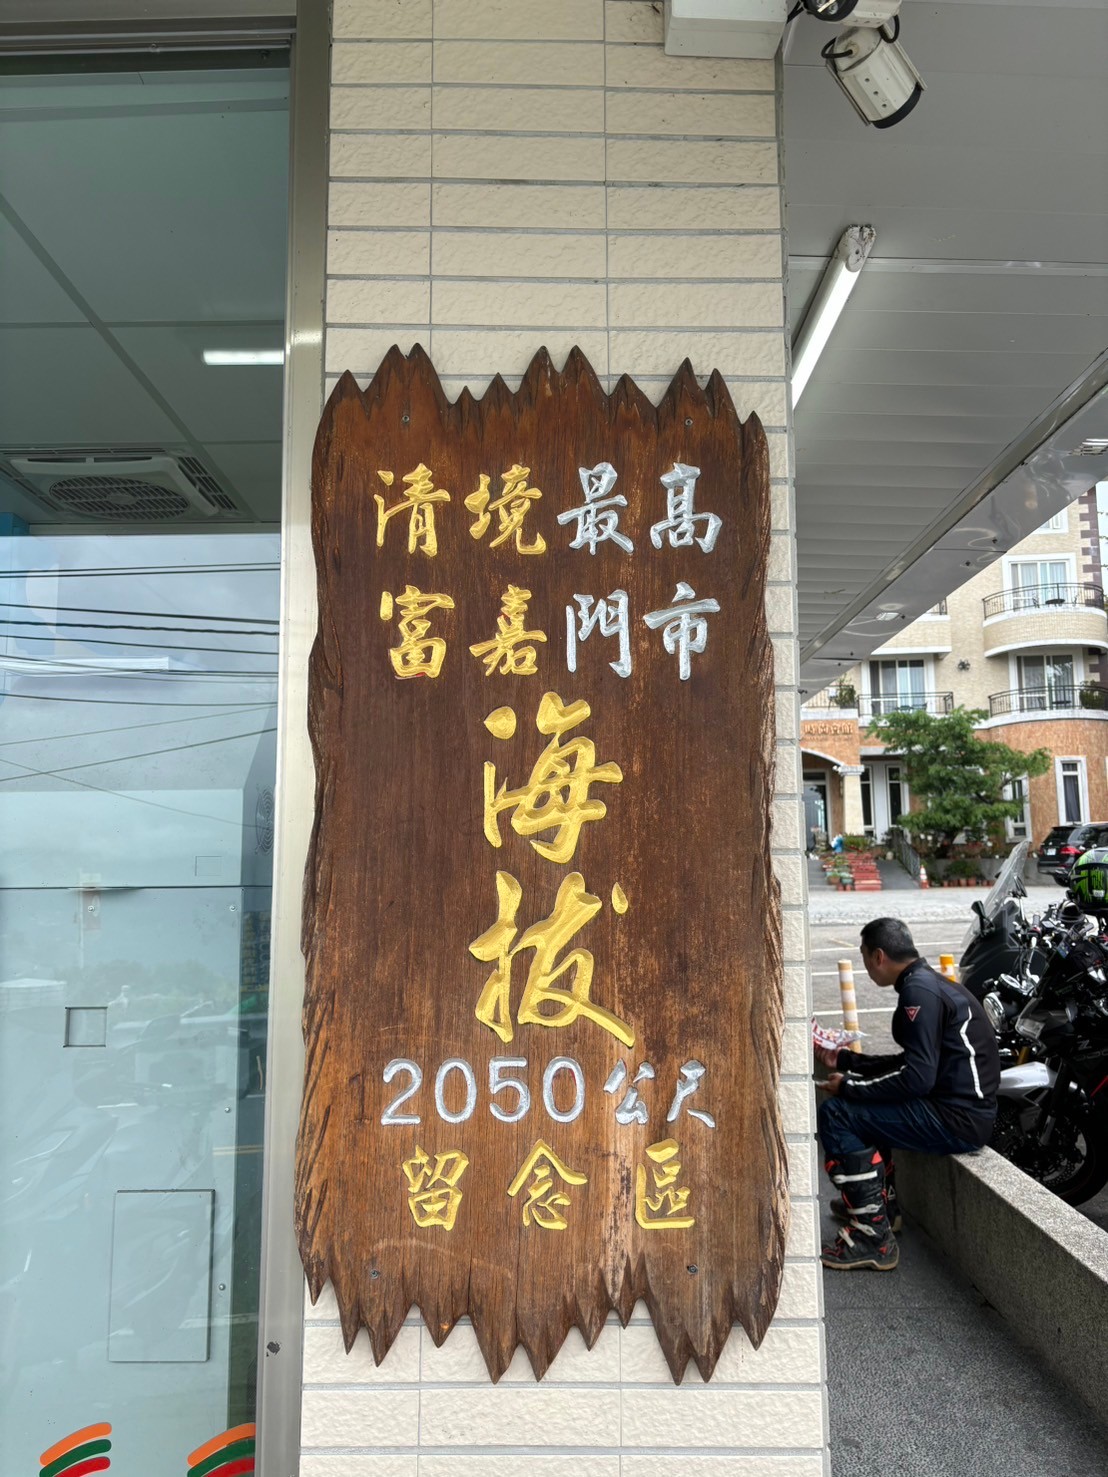 清境最高
富嘉門市
海
拔
2050公尺
留念區